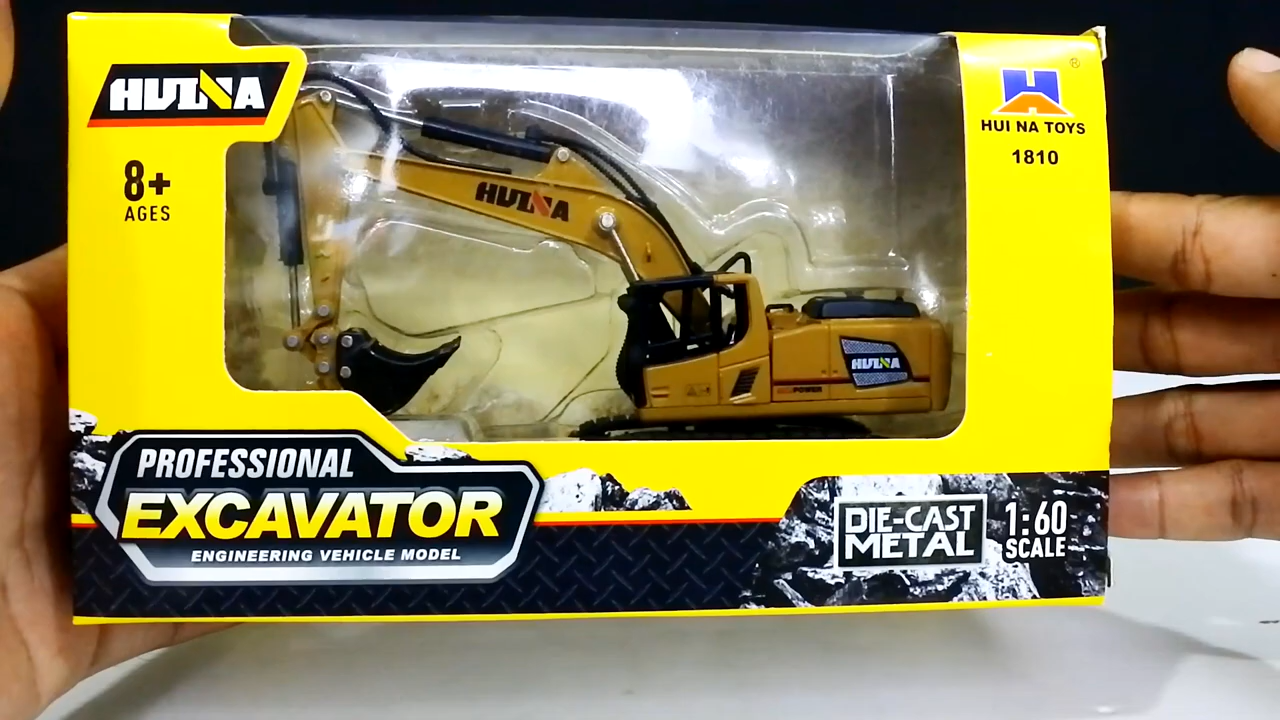 HUINA
8+
AGES
®
HUI NA TOYS
1810
HUINA
HUINA
POWER
PROFESSIONAL
EXCAVATOR
ENGINEERING VEHICLE MODEL
DIE-CAST
METAL
1:60
SCALE